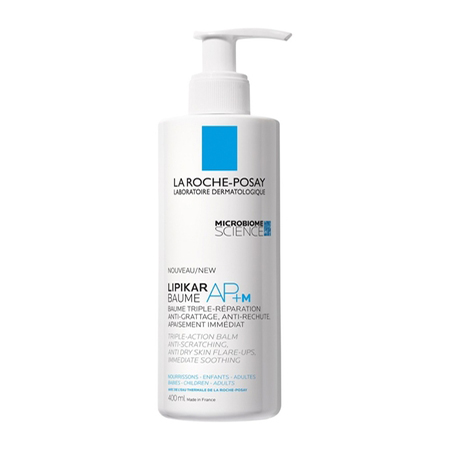 LA ROCHE-POSAY
LABORATOIRE DERMATOLOGIQUE
MICROBIOME
SCIENCE
NOUVEAU/NEW
LIPIKAR
BAUME AP+M
BAUME TRIPLE-RÉPARATION
ANTI-GRATTAGE, ANTI-RECHUTE,
APAISEMENT IMMÉDIAT
TRIPLE-ACTION BALM
ANTI-SCRATCHING,
ANTI DRY SKIN FLARE-UPS,
IMMEDIATE SOOTHING
NOURRISSONS - ENFANTS - ADULTES
BABIES - CHILDREN - ADULTS
400mL Made in France